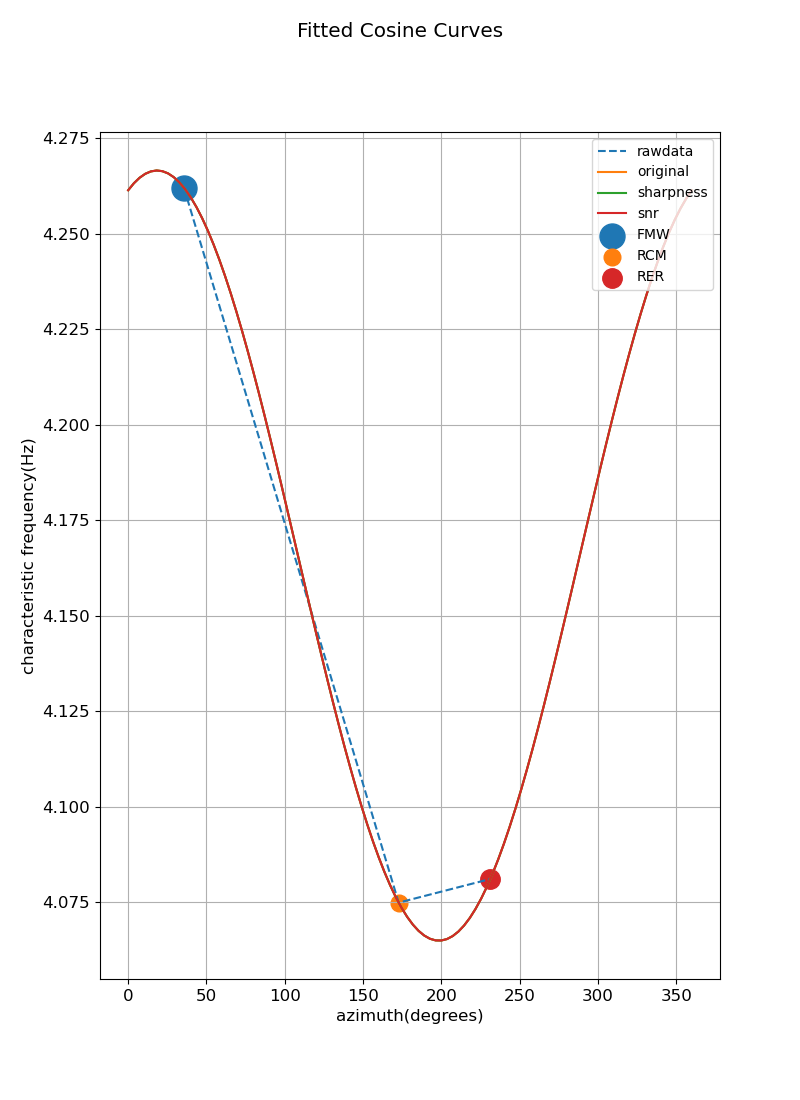 Fitted Cosine Curves
4.275
4.250
4.225
4.200
4.175
4.150
4.125
4.100
4.075
characteristic frequency(Hz)
rawdata
original
sharpness
snr
FMW
RCM
RER
0 50 100 150 200 250 300 350
azimuth(degrees)